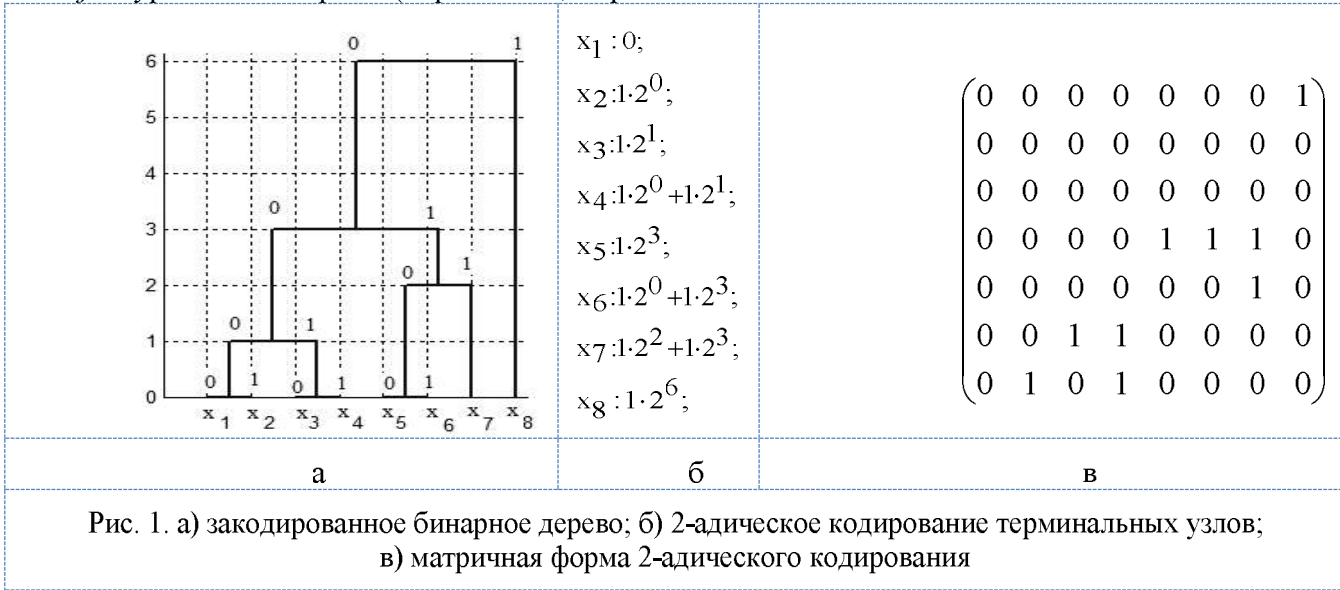 0 1
6
5
4
3
2
1
0
0 1
0 1
0 1
0 1 0 1 0 1
x1 x2 x3 x4 x5 x6 x7 x8
x1 : 0;
x2:1·2^0;
x3:1·2^1;
x4:1·2^0 +1·2^1;
x5:1·2^3;
x6:1·2^0 +1·2^3;
x7:1·2^2 +1·2^3;
x8 : 1·2^6;
0 0 0 0 0 0 0 1
0 0 0 0 0 0 0 0
0 0 0 0 0 0 0 0
0 0 0 0 1 1 1 0
0 0 0 0 0 0 1 0
0 0 1 1 0 0 0 0
0 1 0 1 0 0 0 0
а б в
Рис. 1. а) закодированное бинарное дерево; б) 2-адическое кодирование терминальных узлов;
в) матричная форма 2-адического кодирования